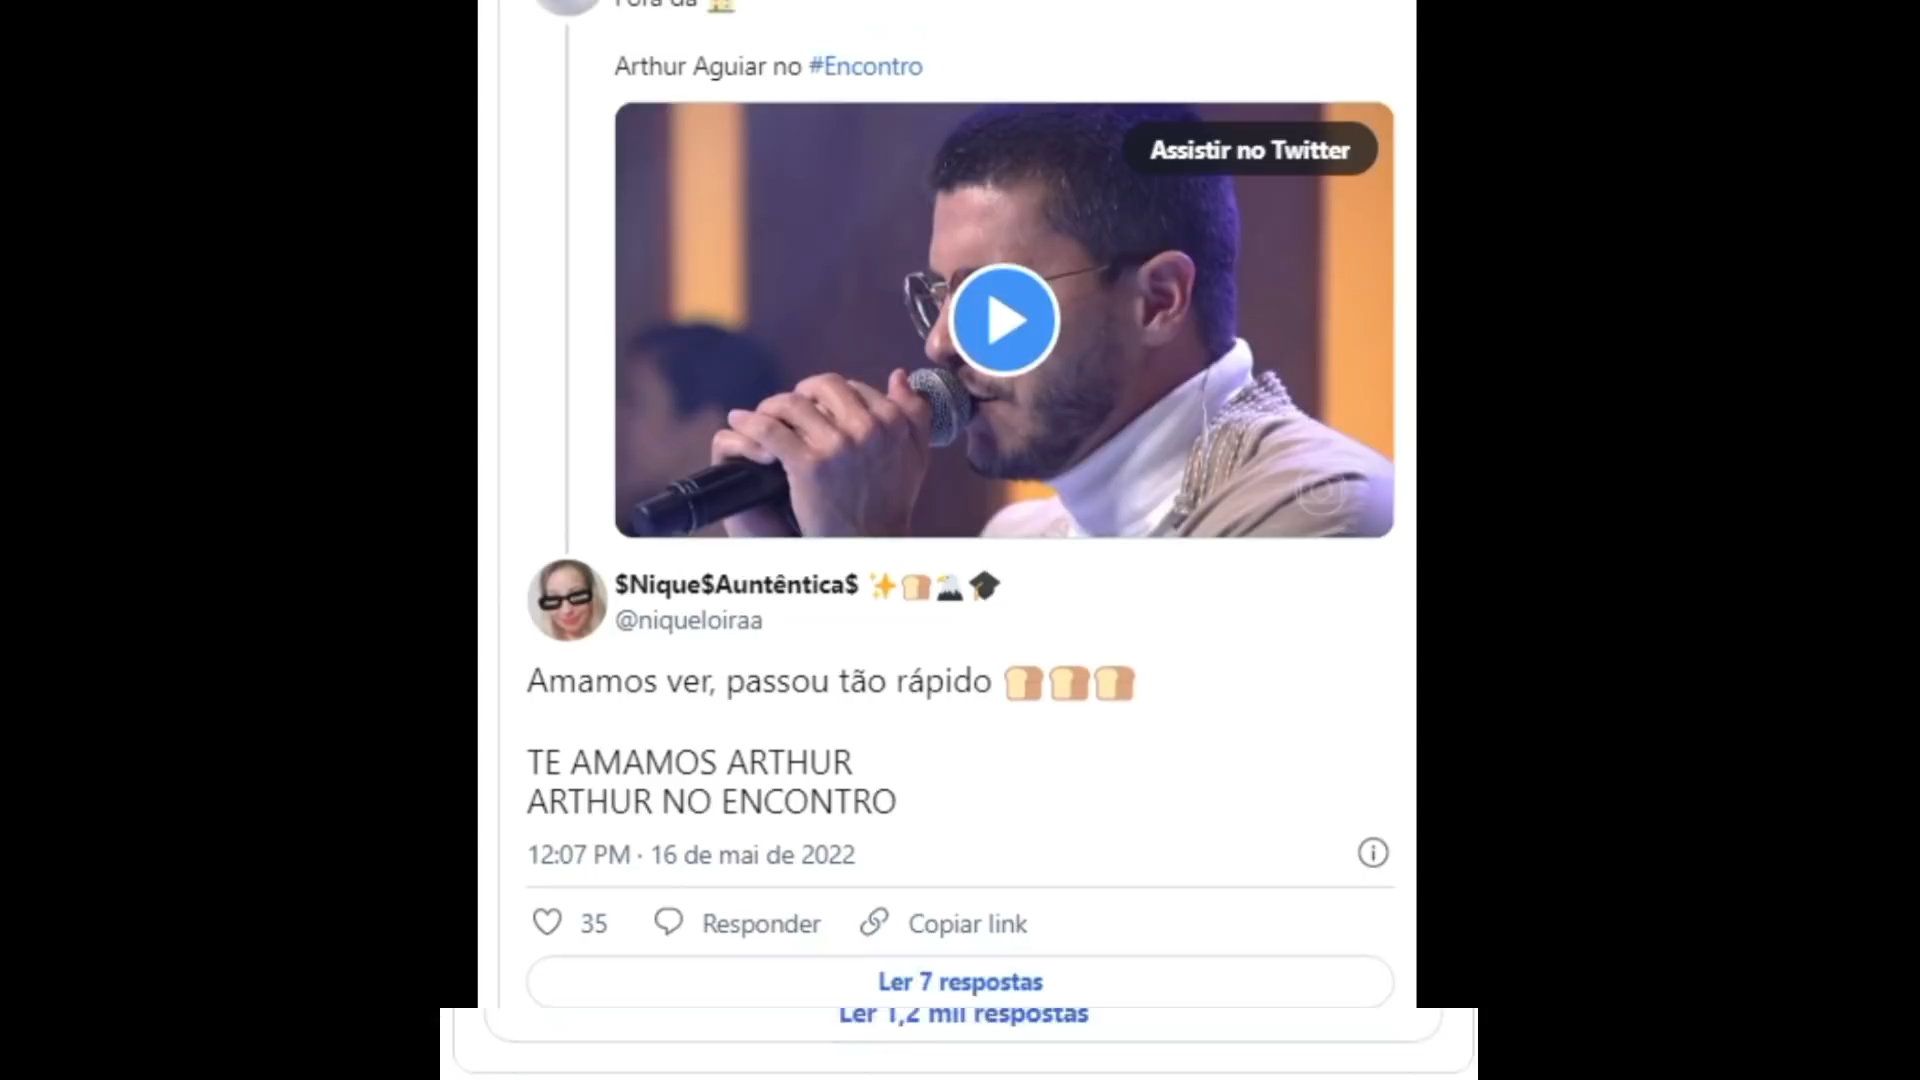 Fora da
Arthur Aguiar no #Encontro
Assistir no Twitter
$Nique$Auntêntica$
@niqueloiraa
Amamos ver, passou tão rápido
TE AMAMOS ARTHUR
ARTHUR NO ENCONTRO
12:07 PM · 16 de mai de 2022
35 Responder Copiar link
Ler 7 respostas
Ler 1,2 mil respostas